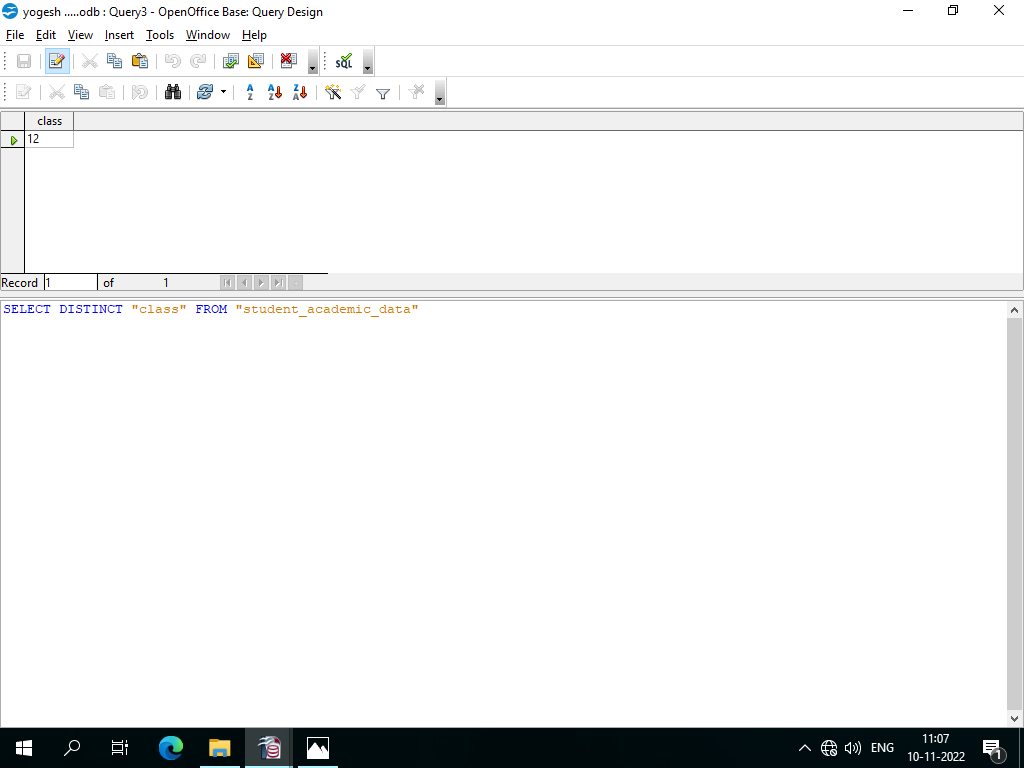 yogesh .....odb : Query3 - OpenOffice Base: Query Design
File Edit View Insert Tools Window Help
SQL
class
12
Record 1 of 1
SELECT DISTINCT "class" FROM "student_academic_data"
ENG
11:07
10-11-2022
1